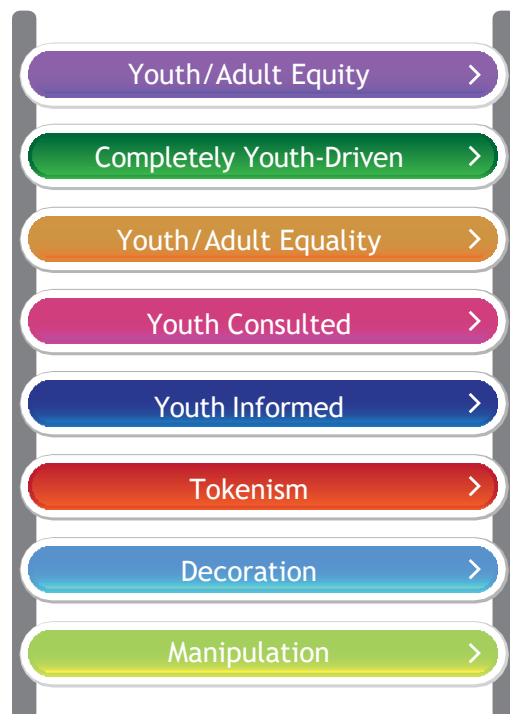 Youth/Adult Equity
Completely Youth-Driven
Youth/Adult Equality
Youth Consulted
Youth Informed
Tokenism
Decoration
Manipulation